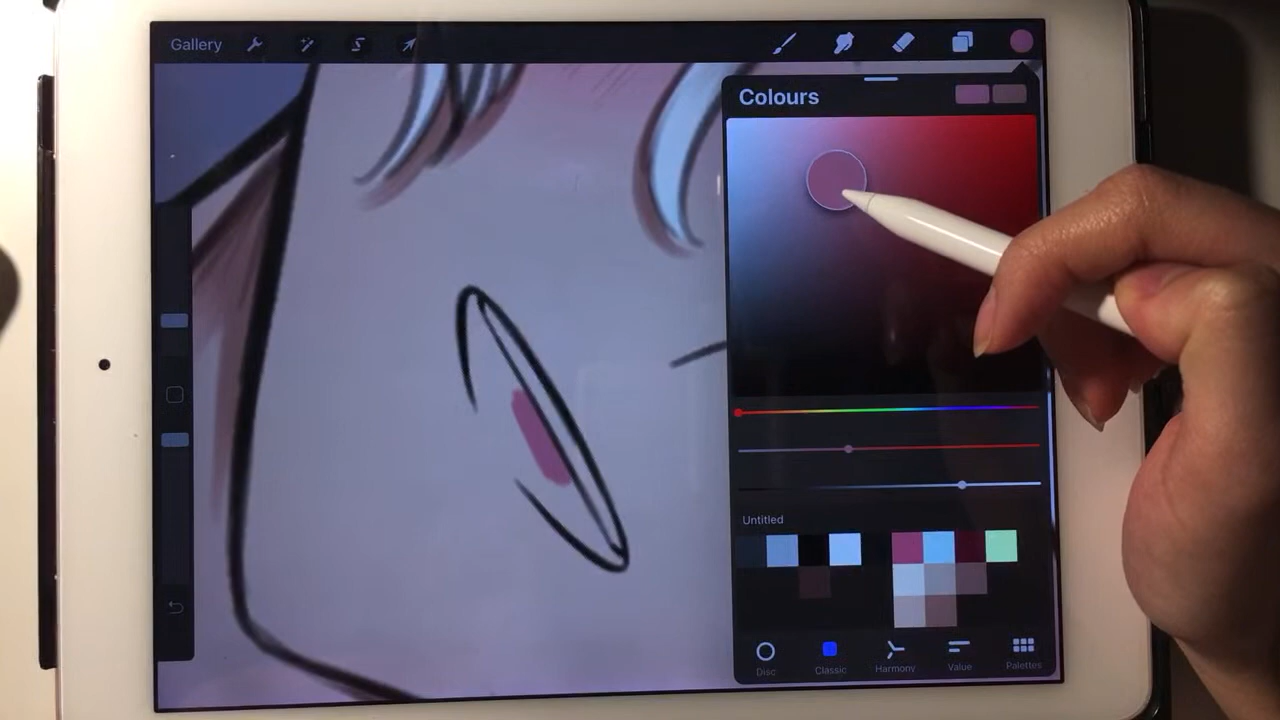 Gallery
Colours
Untitled
Disc
Classic
Harmony
Value
Palettes